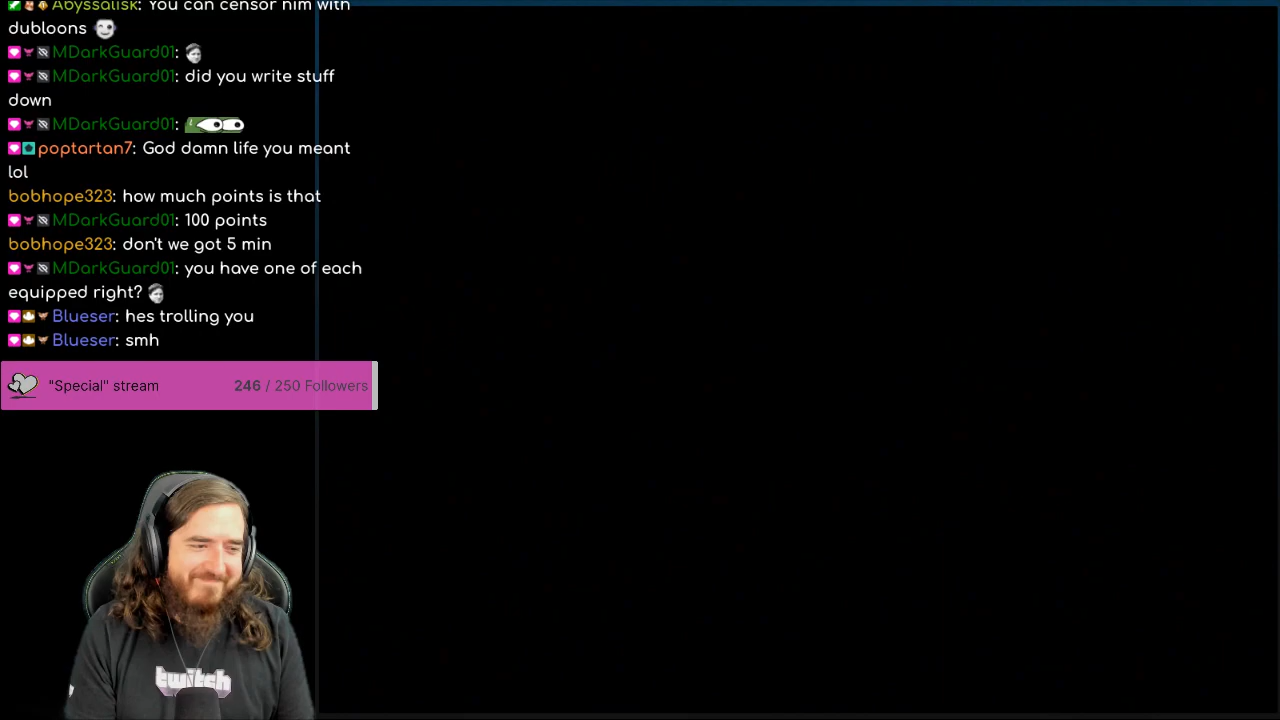 Abyssalisk: You can censor him with
dubloons
MDarkGuard01:
MDarkGuard01: did you write stuff
down
MDarkGuard01:
poptartan7: God damn life you meant
lol
bobhope323: how much points is that
MDarkGuard01: 100 points
bobhope323: don't we got 5 min
MDarkGuard01: you have one of each
equipped right?
Blueser: hes trolling you
Blueser: smh
"Special" stream 246 / 250 Followers
twitch